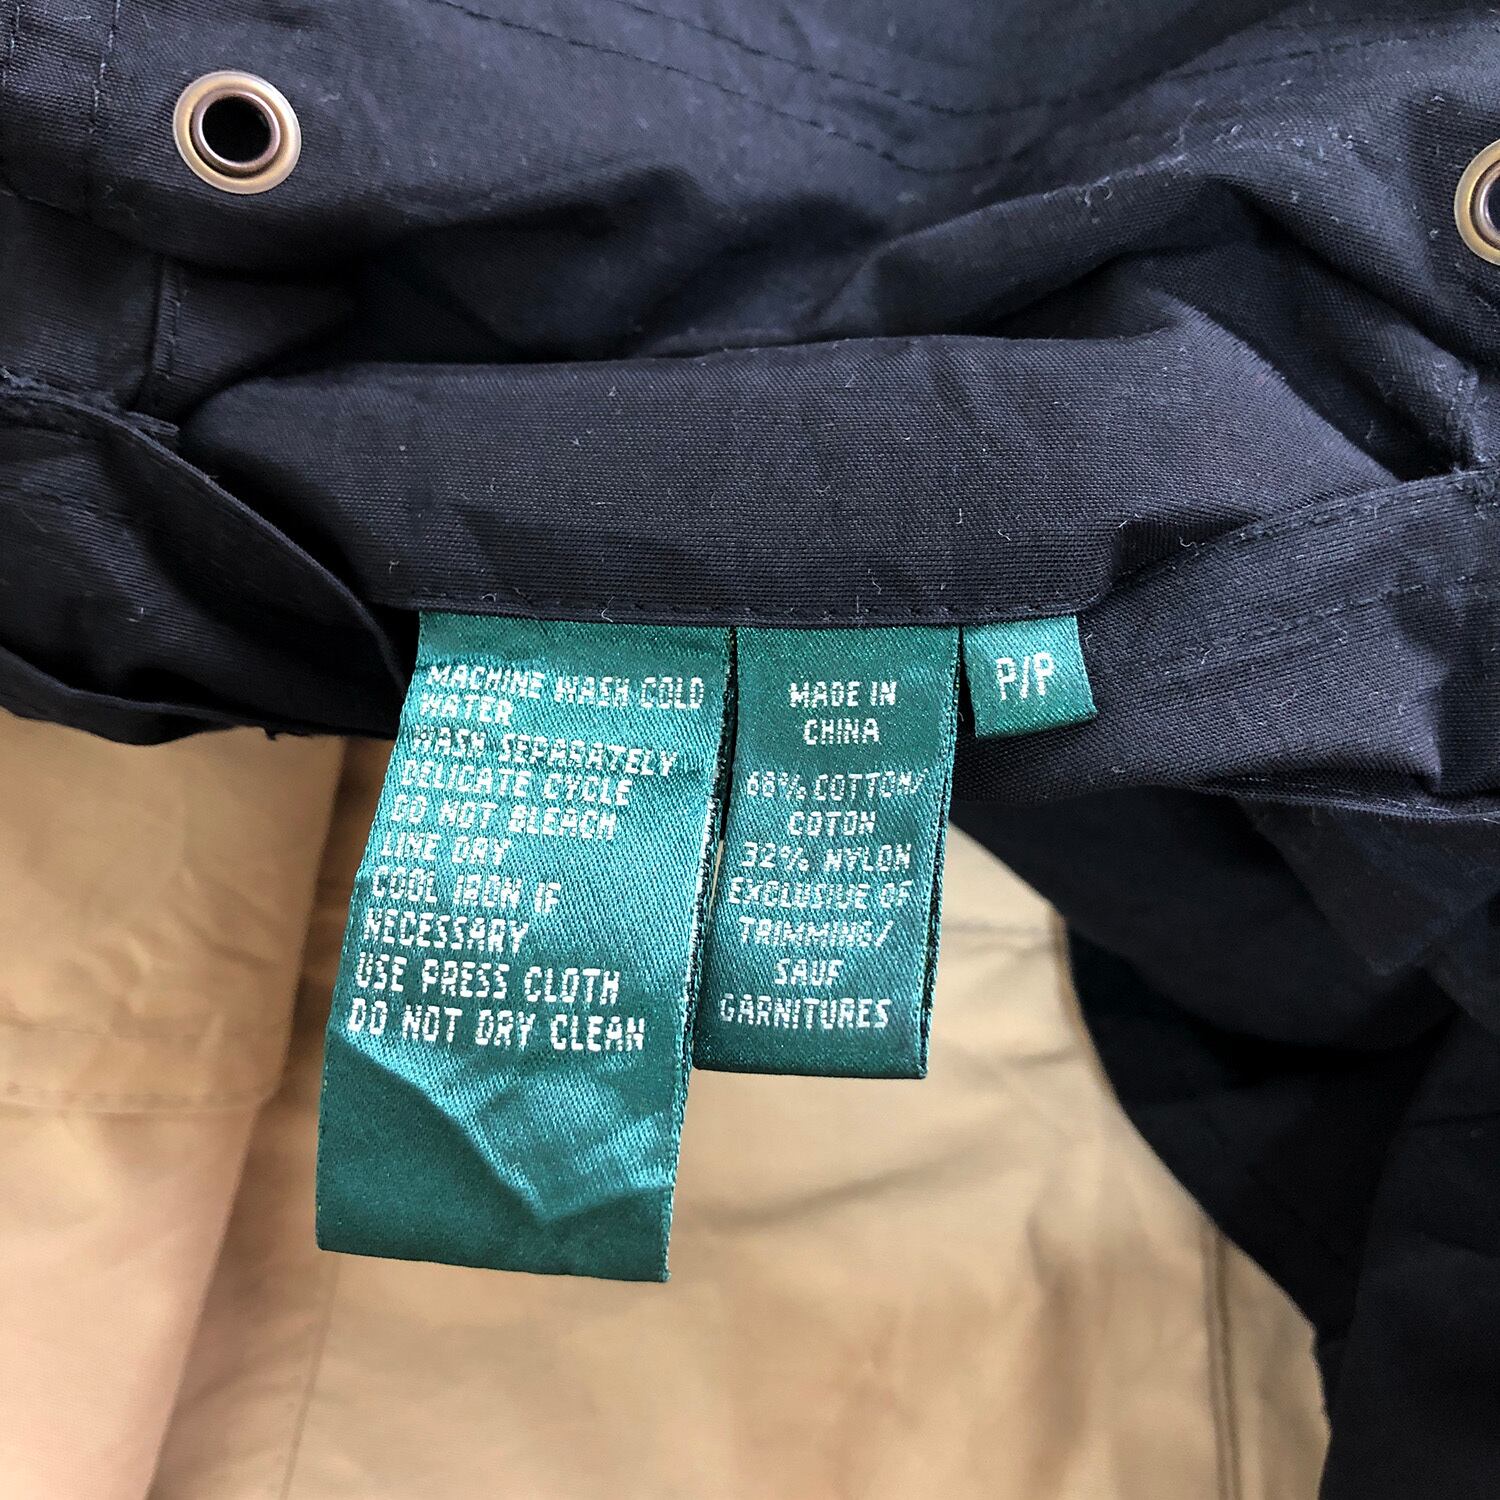 MACHINE WASH COLD
WATER
WASH SEPARATELY
DELICATE CYCLE
DO NOT BLEACH
LINE DRY
COOL IRON IF
NECESSARY
USE PRESS CLOTH
DO NOT DRY CLEAN
MADE IN
CHINA
68% COTTON/
COTON
32% NYLON
EXCLUSIVE OF
TRIMMING/
SAUF
GARNITURES
P/P